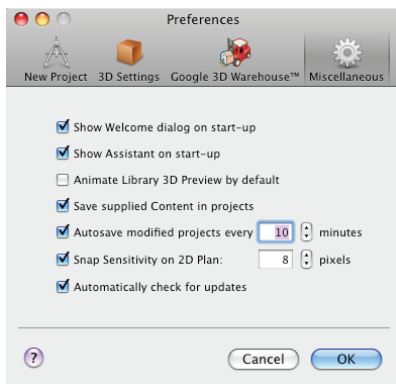 Preferences
New Project 3D Settings Google 3D Warehouse™ Miscellaneous
Show Welcome dialog on start-up
Show Assistant on start-up
Animate Library 3D Preview by default
Save supplied Content in projects
Autosave modified projects every 10 minutes
Snap Sensitivity on 2D Plan: 8 pixels
Automatically check for updates
? Cancel OK